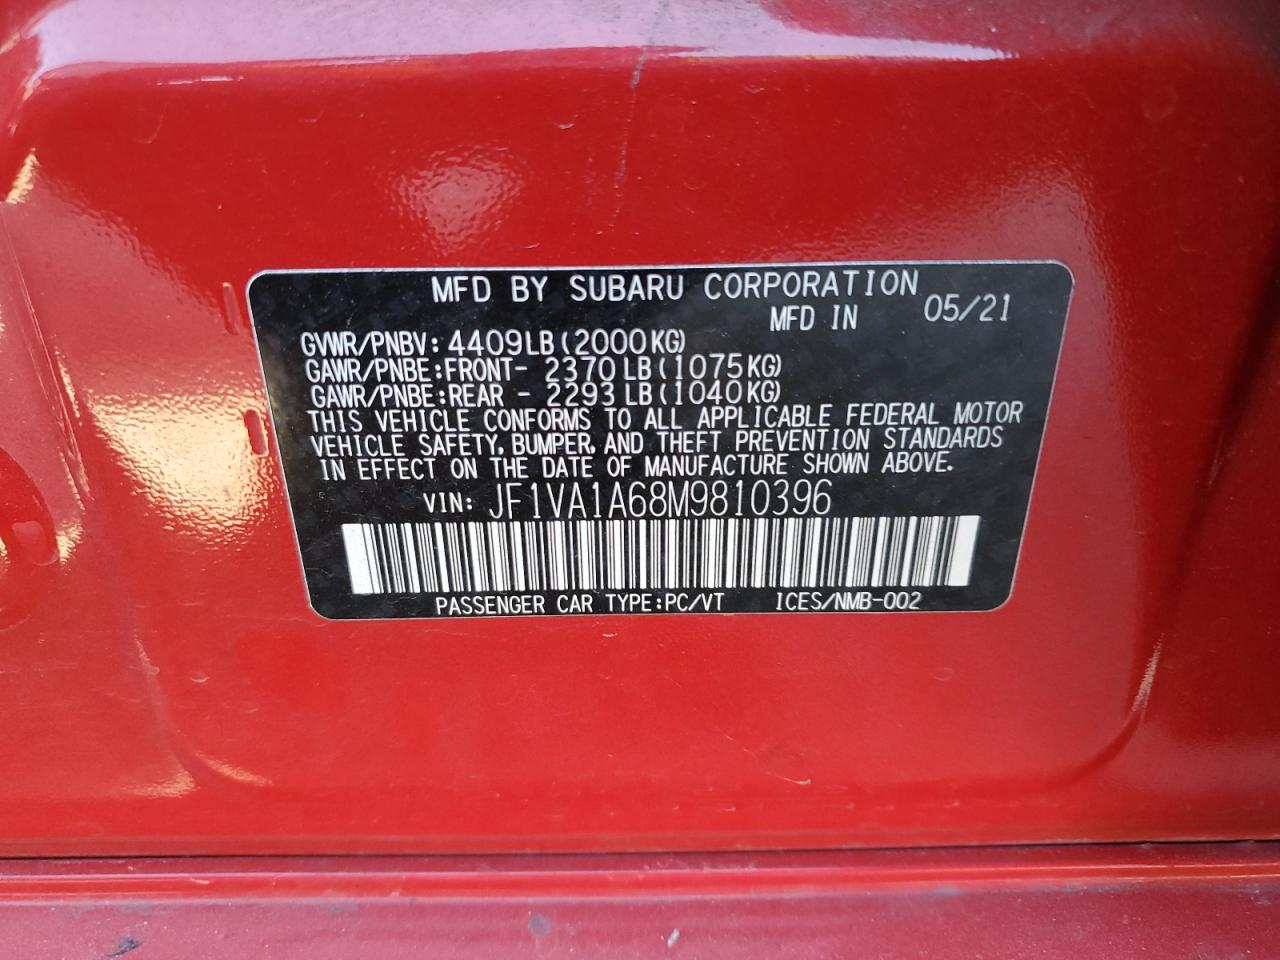 MFD BY SUBARU CORPORATION
MFD IN 05/21
GVWR/PNBV: 4409LB(2000KG)
GAWR/PNBE:FRONT- 2370LB(1075KG)
GAWR/PNBE:REAR - 2293LB(1040KG)
THIS VEHICLE CONFORMS TO ALL APPLICABLE FEDERAL MOTOR
VEHICLE SAFETY, BUMPER, AND THEFT PREVENTION STANDARDS
IN EFFECT ON THE DATE OF MANUFACTURE SHOWN ABOVE.
VIN: JF1VA1A68M9810396
PASSENGER CAR TYPE:PC/VT ICES/NMB-002